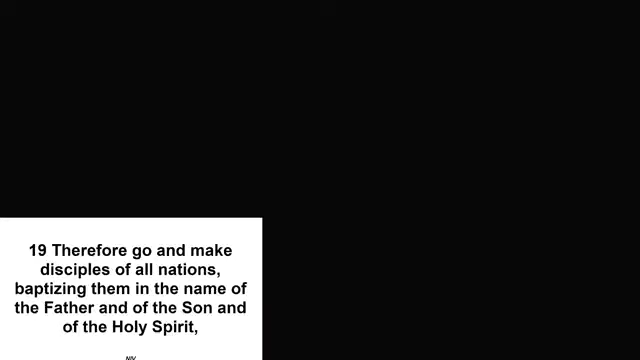 19 Therefore go and make
disciples of all nations,
baptizing them in the name of
the Father and of the Son and
of the Holy Spirit,
NIV